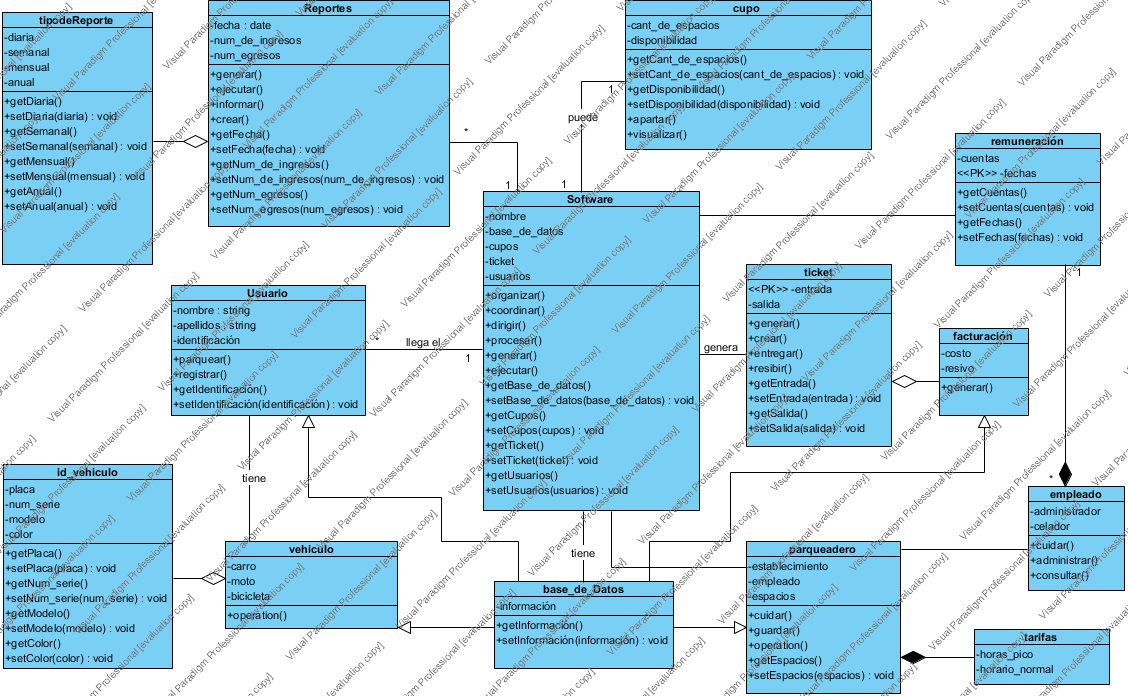 tipodeReporte
-diaria
-semanal
-mensual
-anual
+getDiaria()
+setDiaria(diaria) : void
+getSemanal()
+setSemanal(semanal) : void
+getMensual()
+setMensual(mensual) : void
+getAnual()
+setAnual(anual) : void
Reportes
-fecha : date
-num_de_ingresos
-num_egresos
+generar()
+ejecutar()
+informar()
+crear()
+getFecha()
+setFecha(fecha) : void
+getNum_de_ingresos()
+setNum_de_ingresos(num_de_ingresos) : void
+getNum_egresos()
+setNum_egresos(num_egresos) : void
cupo
-cant_de_espacios
-disponibilidad
+getCant_de_espacios()
+setCant_de_espacios(cant_de_espacios) : void
+getDisponibilidad()
+setDisponibilidad(disponibilidad) : void
+apartar()
+visualizar()
remuneración
-cuentas
<<PK>> -fechas
+getCuentas()
+setCuentas(cuentas) : void
+getFechas()
+setFechas(fechas) : void
*
1
1
puede
1
Software
-nombre
-base_de_datos
-cupos
-ticket
-usuarios
+organizar()
+coordinar()
+dirigir()
+procesar()
+generar()
+ejecutar()
+getBase_de_datos()
+setBase_de_datos(base_de_datos) : void
+getCupos()
+setCupos(cupos) : void
+getTicket()
+setTicket(ticket) : void
+getUsuarios()
+setUsuarios(usuarios) : void
Usuario
-nombre : string
-apellidos : string
-identificación
+parquear()
+registrar()
+getIdentificación()
+setIdentificación(identificación) : void
*
llega el
1
genera
ticket
<<PK>> -entrada
-salida
+generar()
+crear()
+entregar()
+resibir()
+getEntrada()
+setEntrada(entrada) : void
+getSalida()
+setSalida(salida) : void
facturación
-costo
-resivo
+generar()
1
*
empleado
-administrador
-celador
+cuidar()
+administrar()
+consultar()
id_vehiculo
-placa
-num_serie
-modelo
-color
+getPlaca()
+setPlaca(placa) : void
+getNum_serie()
+setNum_serie(num_serie) : void
+getModelo()
+setModelo(modelo) : void
+getColor()
+setColor(color) : void
tiene
vehiculo
-carro
-moto
-bicicleta
+operation()
tiene
base_de_Datos
-información
+getInformación()
+setInformación(información) : void
parqueadero
-establecimiento
-empleado
-espacios
+cuidar()
+guardar()
+operation()
+getEspacios()
+setEspacios(espacios) : void
tarifas
-horas_pico
-horario_normal
Visual Paradigm Professional [evaluation copy]